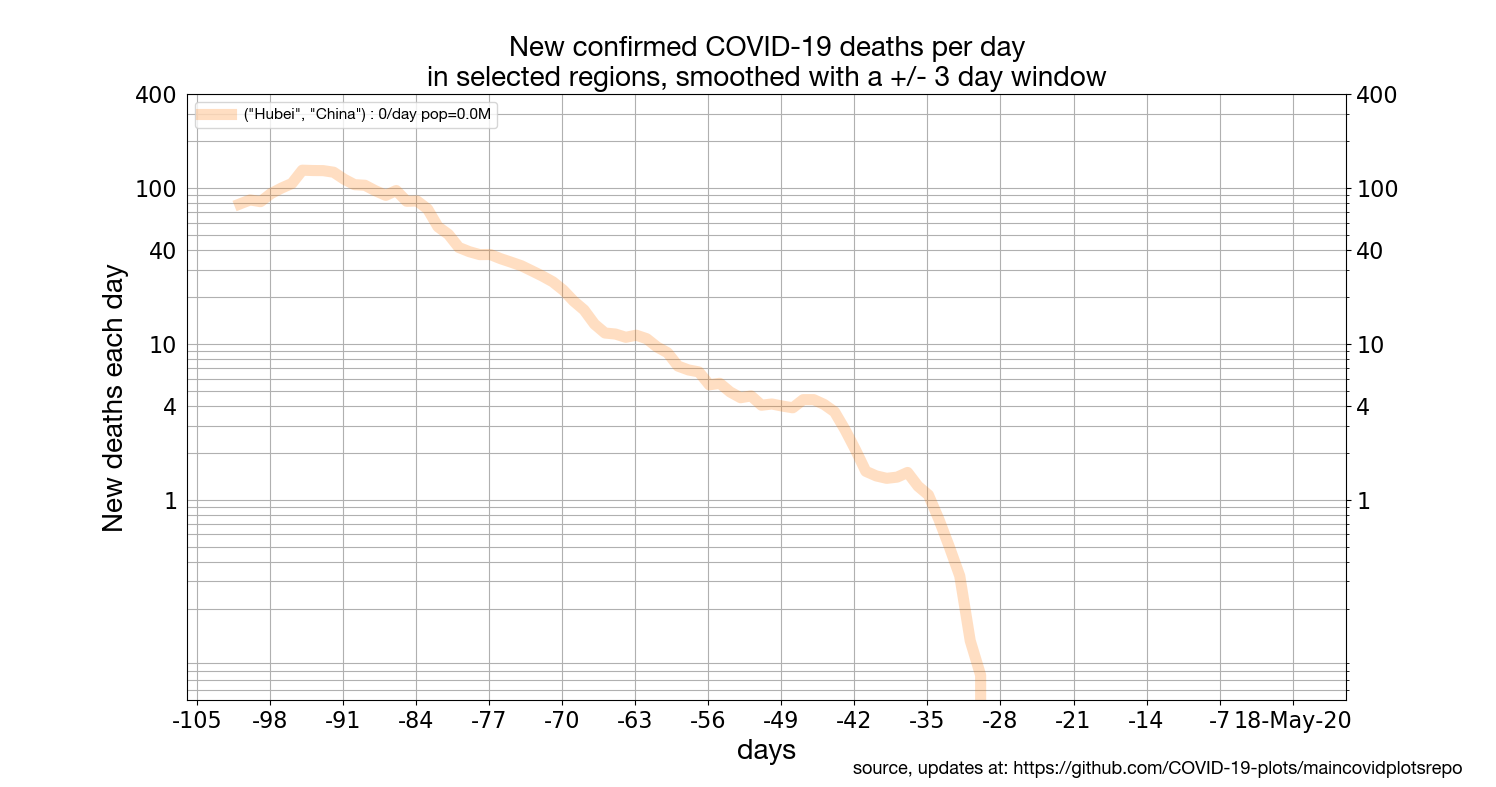 New confirmed COVID-19 deaths per day
in selected regions, smoothed with a +/- 3 day window
("Hubei", "China") : 0/day pop=0.0M
New deaths each day
400
100
40
10
4
1
400
100
40
10
4
1
-105 -98 -91 -84 -77 -70 -63 -56 -49 -42 -35 -28 -21 -14 -7 18-May-20
days
source, updates at: https://github.com/COVID-19-plots/maincovidplotsrepo